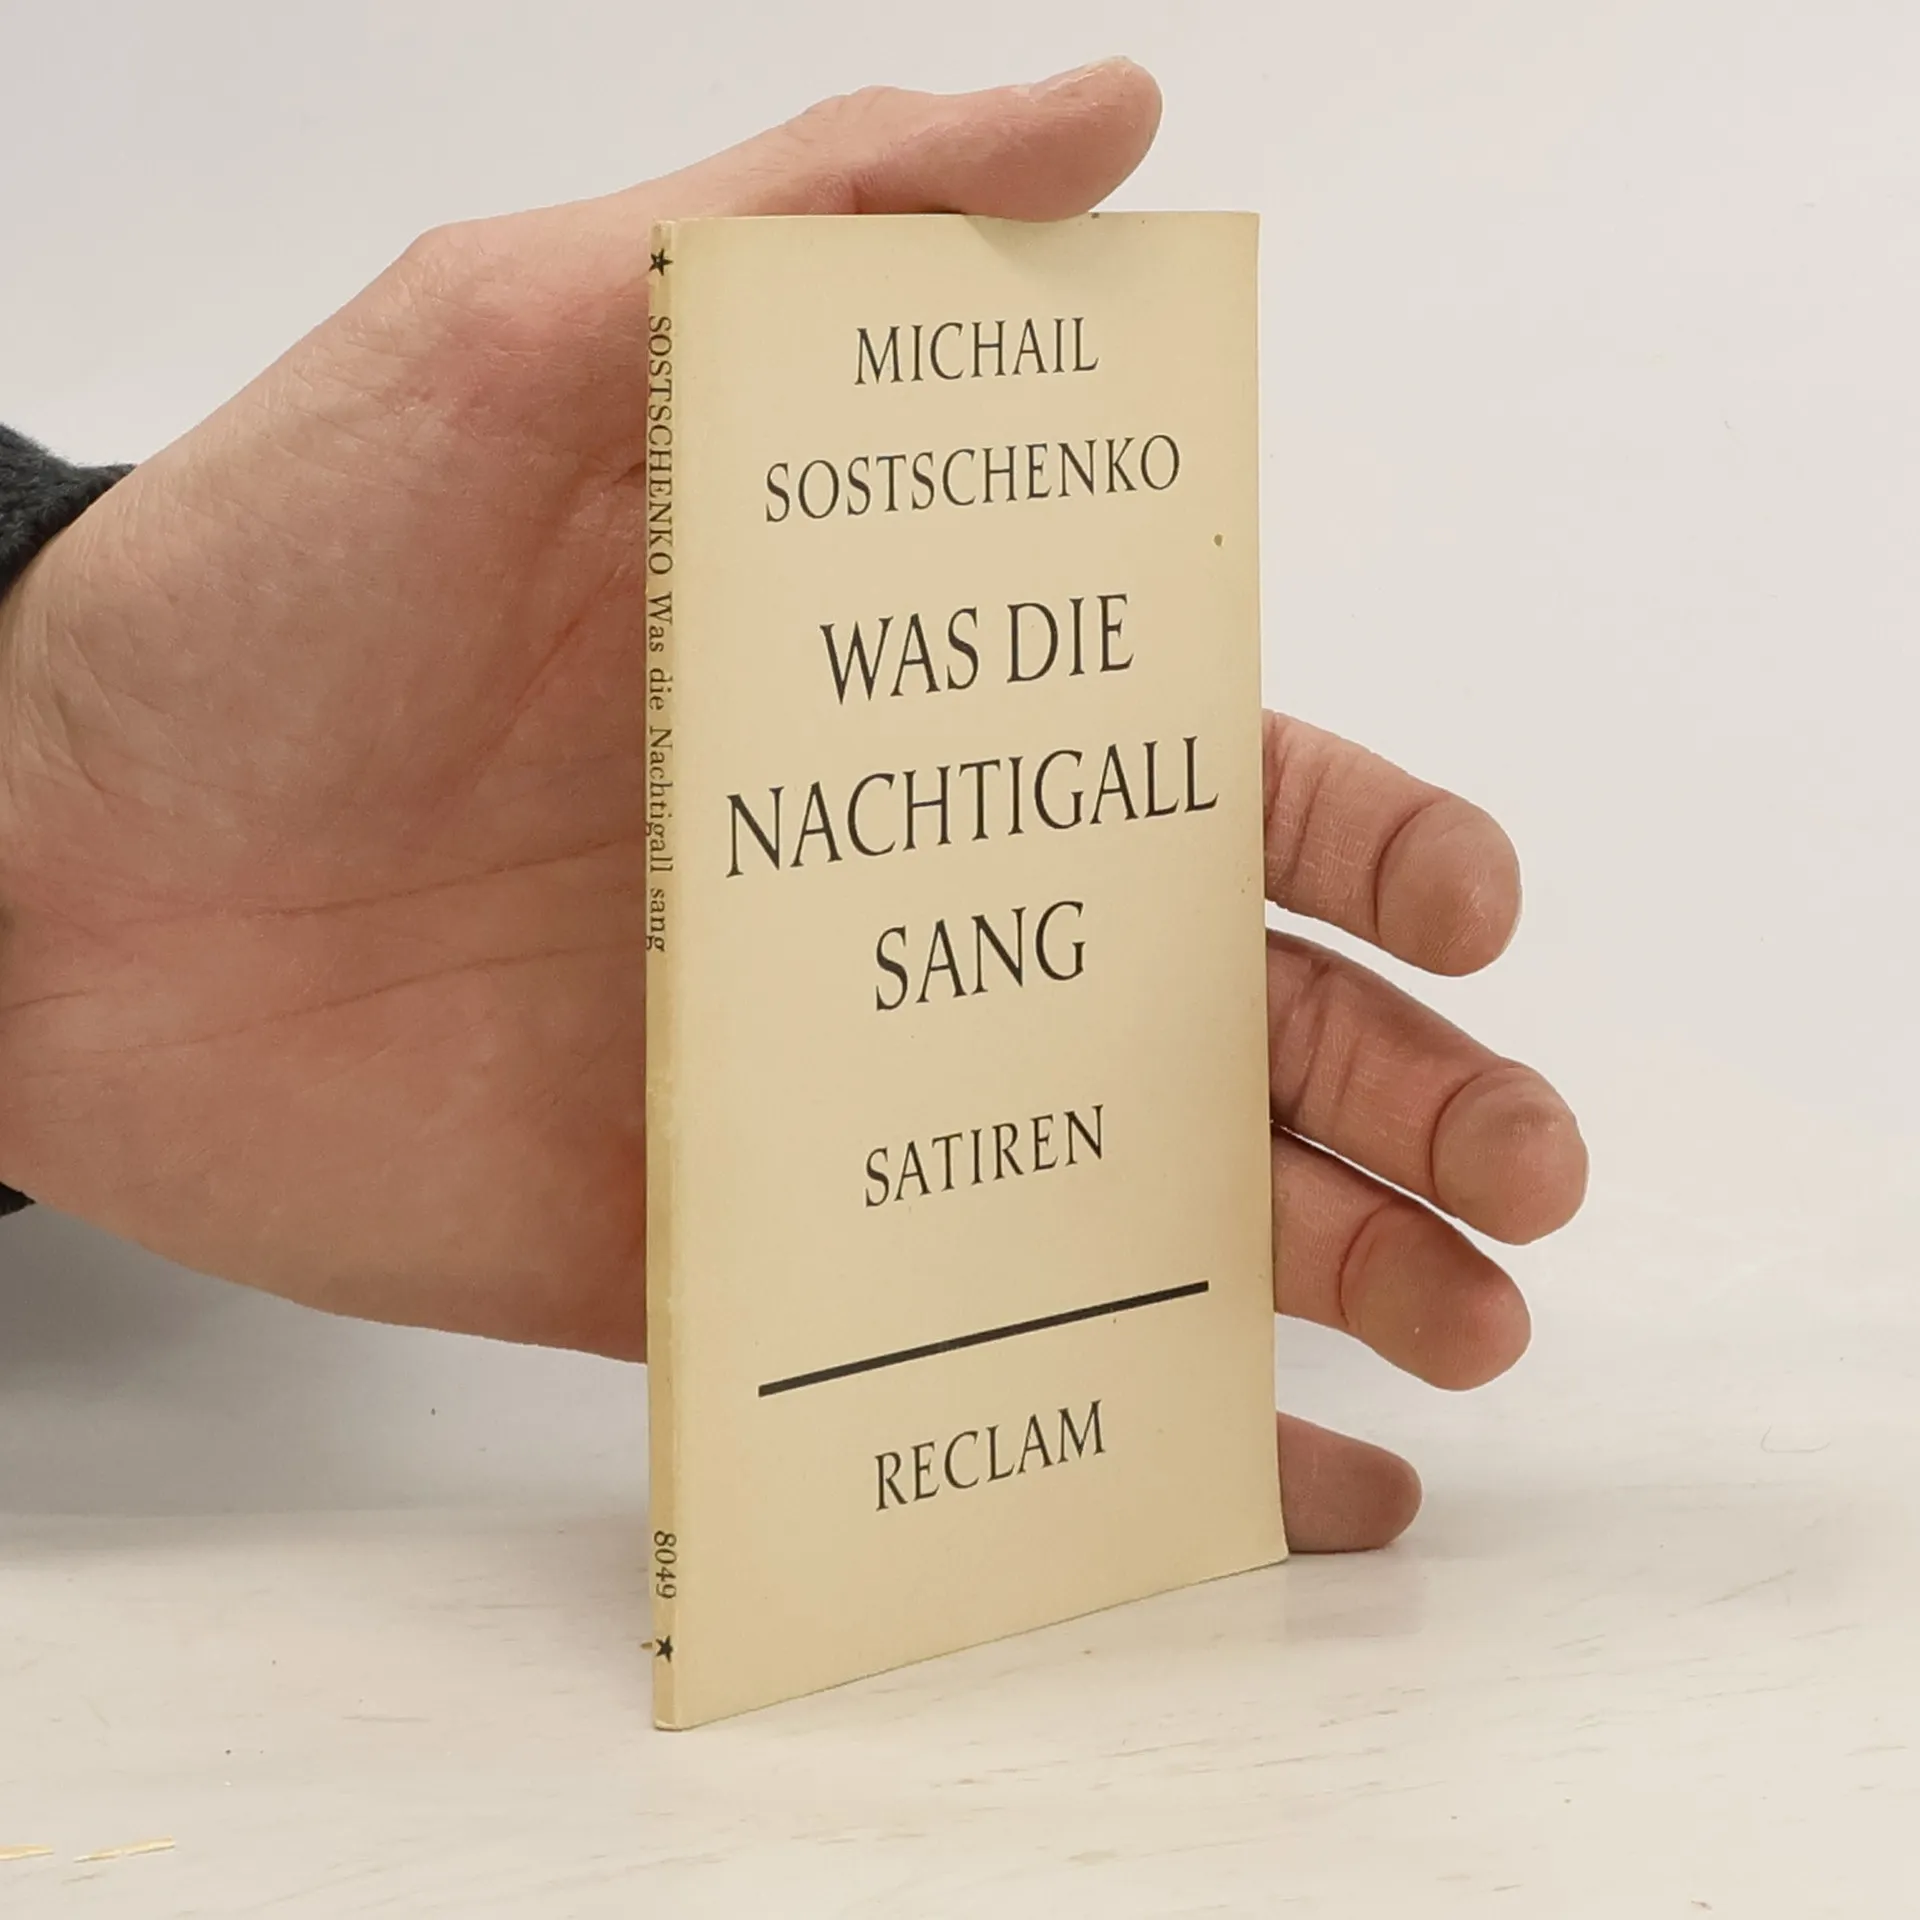 MICHAIL
SOSTSCHENKO
WAS DIE
NACHTIGALL
SANG
SATIREN
RECLAM
SOSTSCHENKO Was die Nachtigall sang
8049